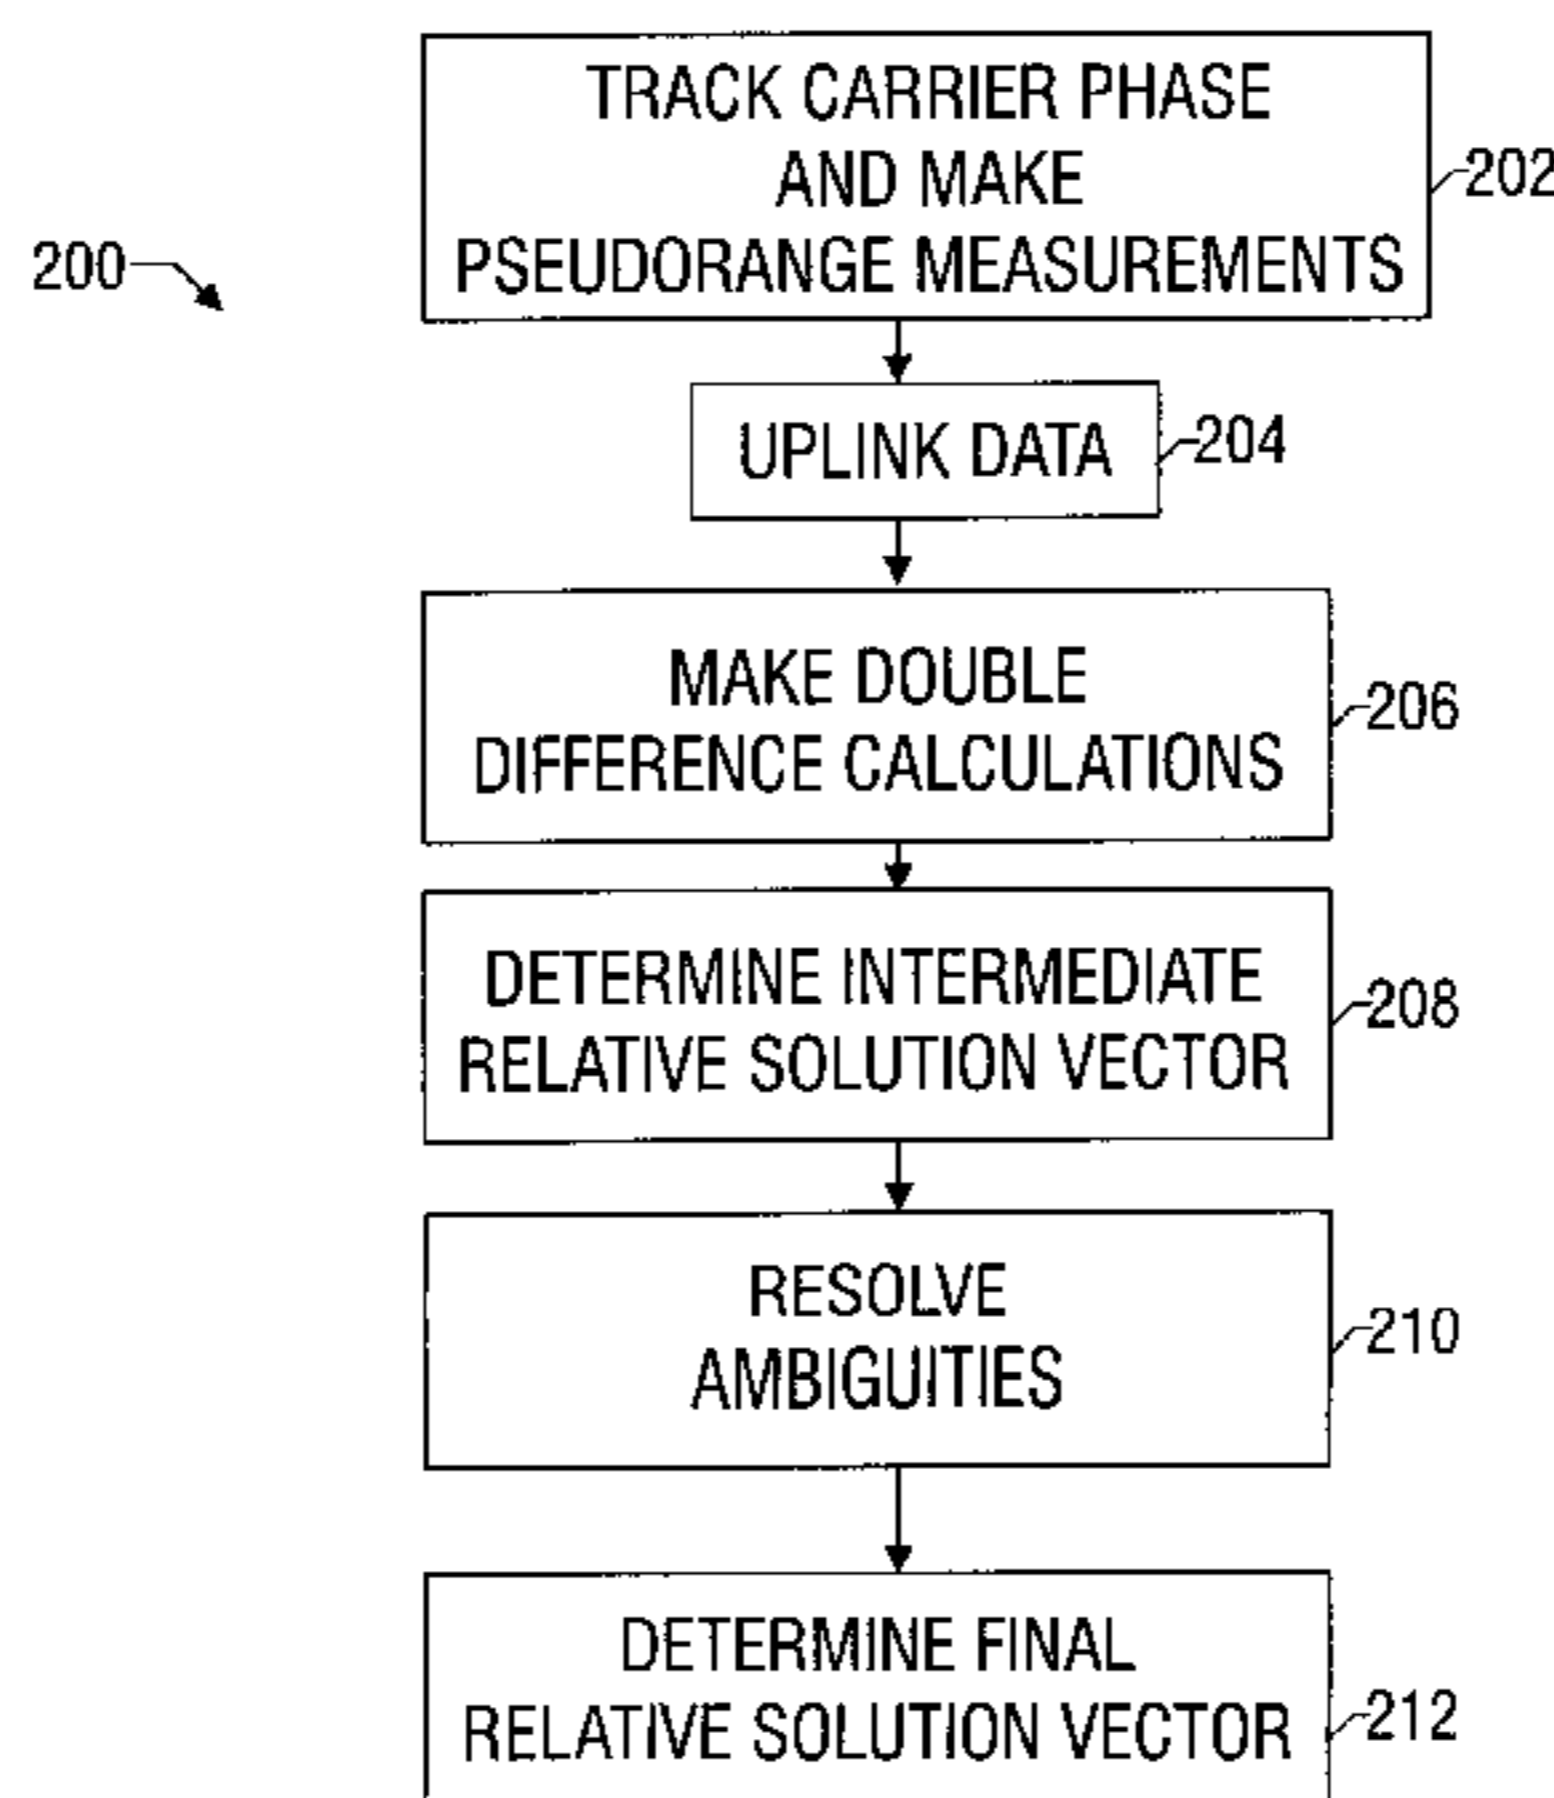 TRACK CARRIER PHASE
AND MAKE
PSEUDORANGE MEASUREMENTS
202
200
UPLINK DATA
204
MAKE DOUBLE
DIFFERENCE CALCULATIONS
206
DETERMINE INTERMEDIATE
RELATIVE SOLUTION VECTOR
208
RESOLVE
AMBIGUITIES
210
DETERMINE FINAL
RELATIVE SOLUTION VECTOR
212